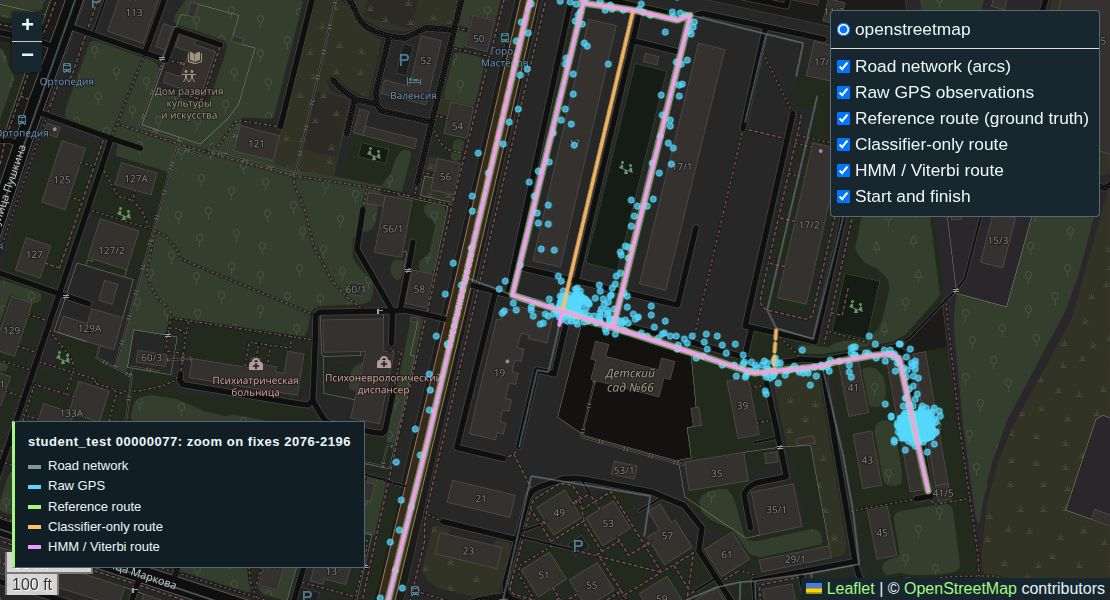 +
−
113
Ортопедия
Дом развития
культуры
и искусства
52
50
Валенсия
54
56
121
125
127А
127/2
127
129А
129
60/3
133А
Психиатрическая
больница
Психоневрологический
диспансер
56/1
60/1
58
19
21
23
13
17/1
17/2
15/3
Детский
сад №66
39
41
43
45
41/5
35
35/1
53/1
49
53
57
61
51
55
59
29/1
openstreetmap
Road network (arcs)
Raw GPS observations
Reference route (ground truth)
Classifier-only route
HMM / Viterbi route
Start and finish
student_test 00000077: zoom on fixes 2076-2196
Road network
Raw GPS
Reference route
Classifier-only route
HMM / Viterbi route
100 ft
Leaflet | © OpenStreetMap contributors